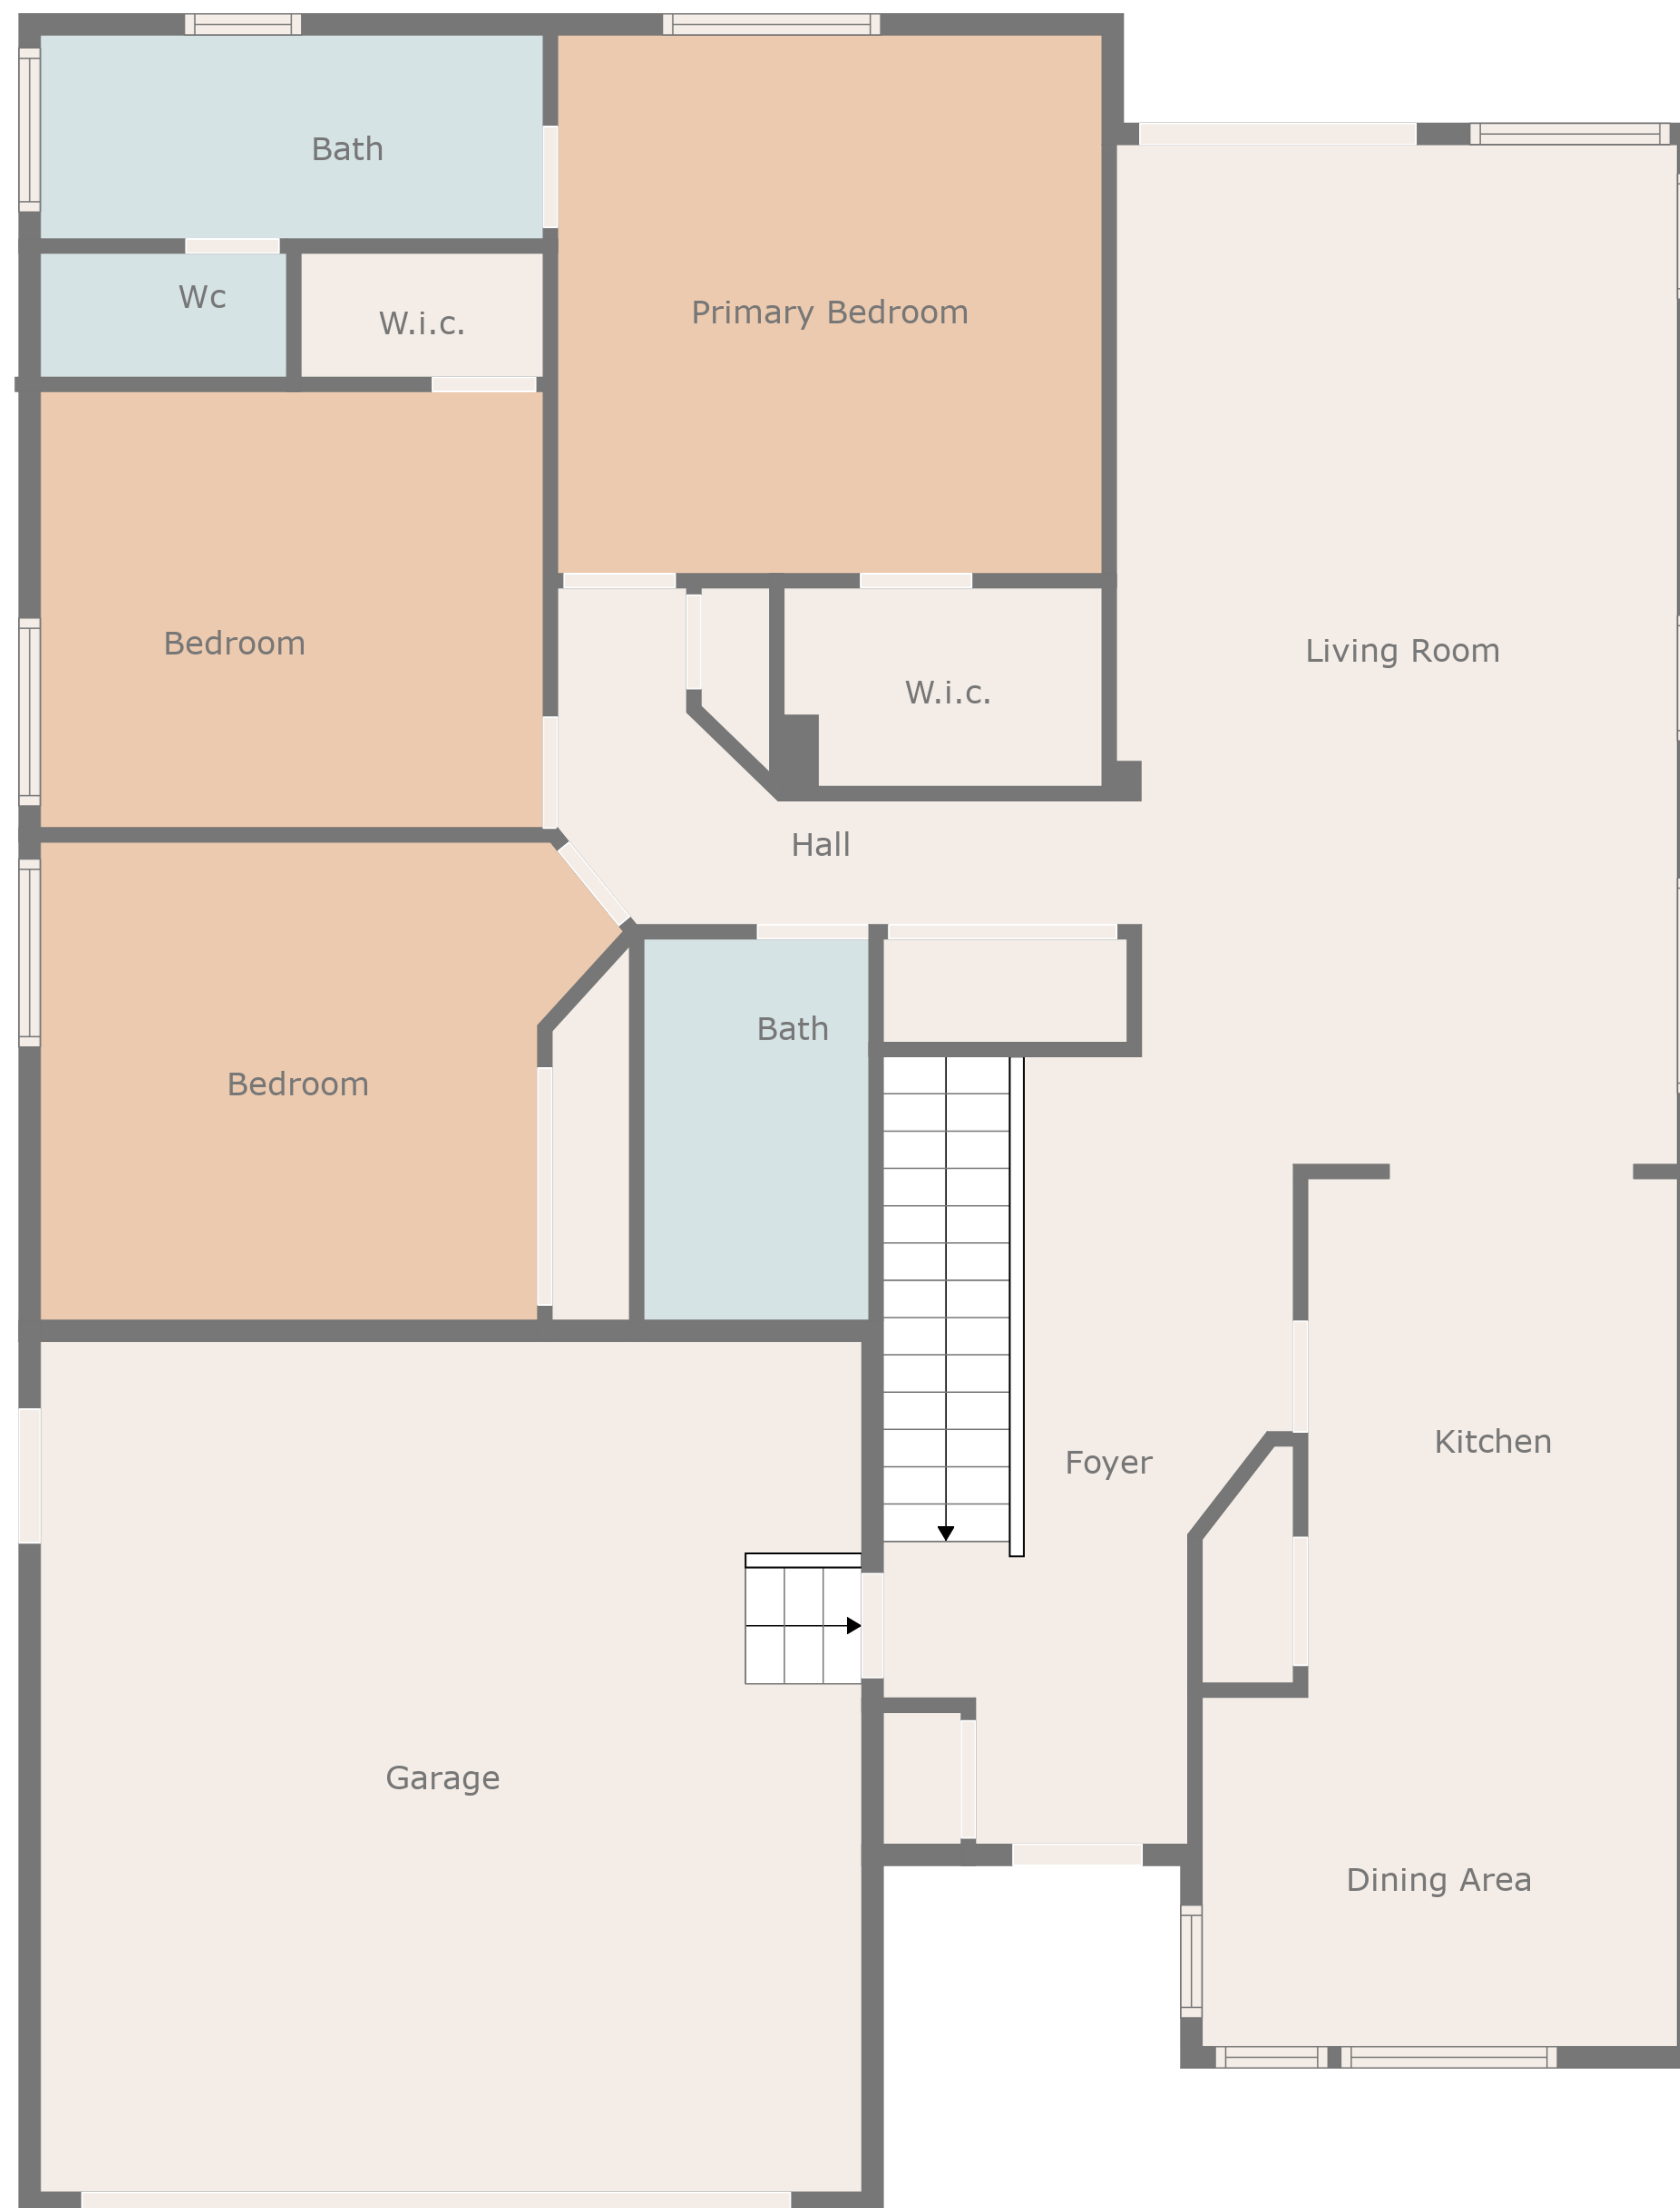 Bath
Wc
W.i.c.
Primary Bedroom
Bedroom
W.i.c.
Living Room
Hall
Bath
Bedroom
Foyer
Kitchen
Garage
Dining Area